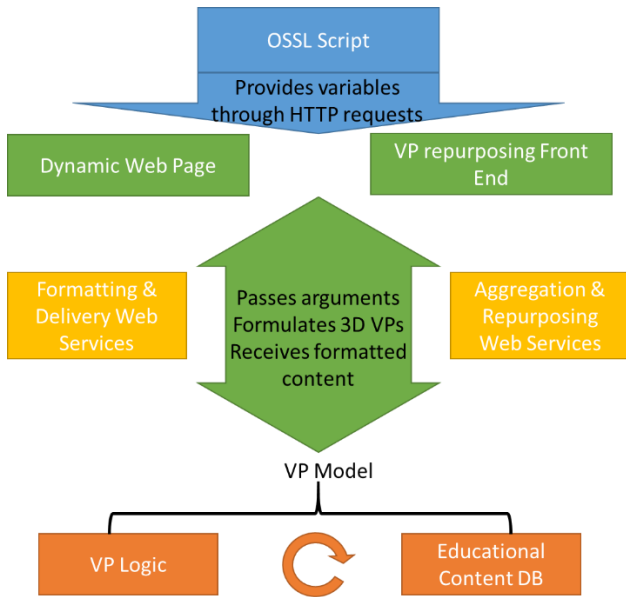 OSSL Script
Provides variables
through HTTP requests
Dynamic Web Page
VP repurposing Front
End
Formatting &
Delivery Web
Services
Passes arguments
Formulates 3D VPs
Receives formatted
content
Aggregation &
Repurposing
Web Services
VP Model
VP Logic
Educational
Content DB